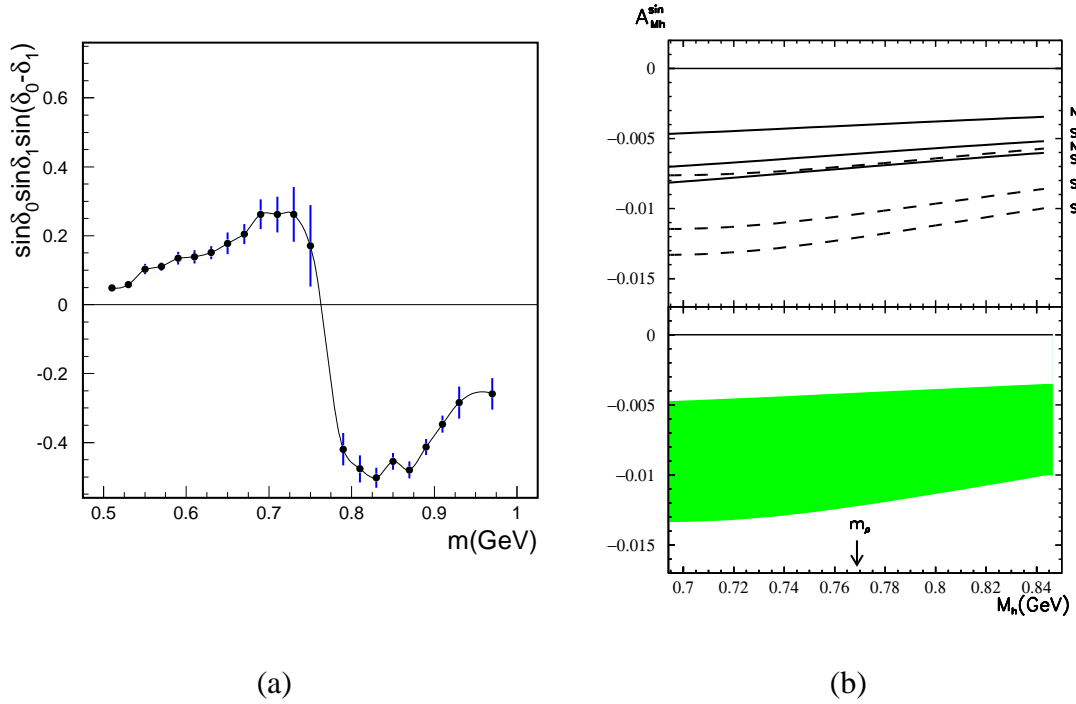 sinδ₀sinδ₁sin(δ₀-δ₁)
0.6
0.4
0.2
0
-0.2
-0.4
0.5 0.6 0.7 0.8 0.9 1
m(GeV)
(a)
A_Mh^sin
0
−0.005
−0.01
−0.015
N
S
N
S
S
S
0
−0.005
−0.01
−0.015
m_ρ
0.7 0.72 0.74 0.76 0.78 0.8 0.82 0.84
M_h(GeV)
(b)